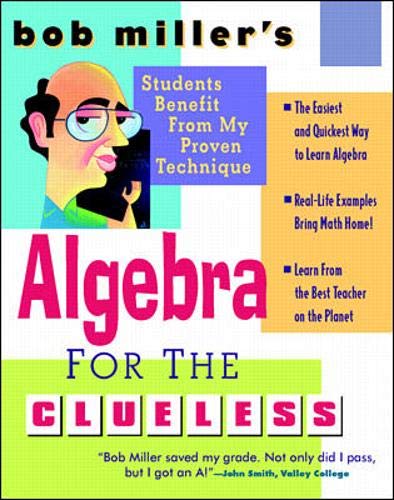 bob miller's
Students
Benefit
From My
Proven
Technique
The Easiest
and Quickest Way
to Learn Algebra
Real-Life Examples
Bring Math Home!
Learn From
the Best Teacher
on the Planet
Algebra
FOR THE
CLUELESS
"Bob Miller saved my grade. Not only did I pass,
but I got an A!"—John Smith, Valley College